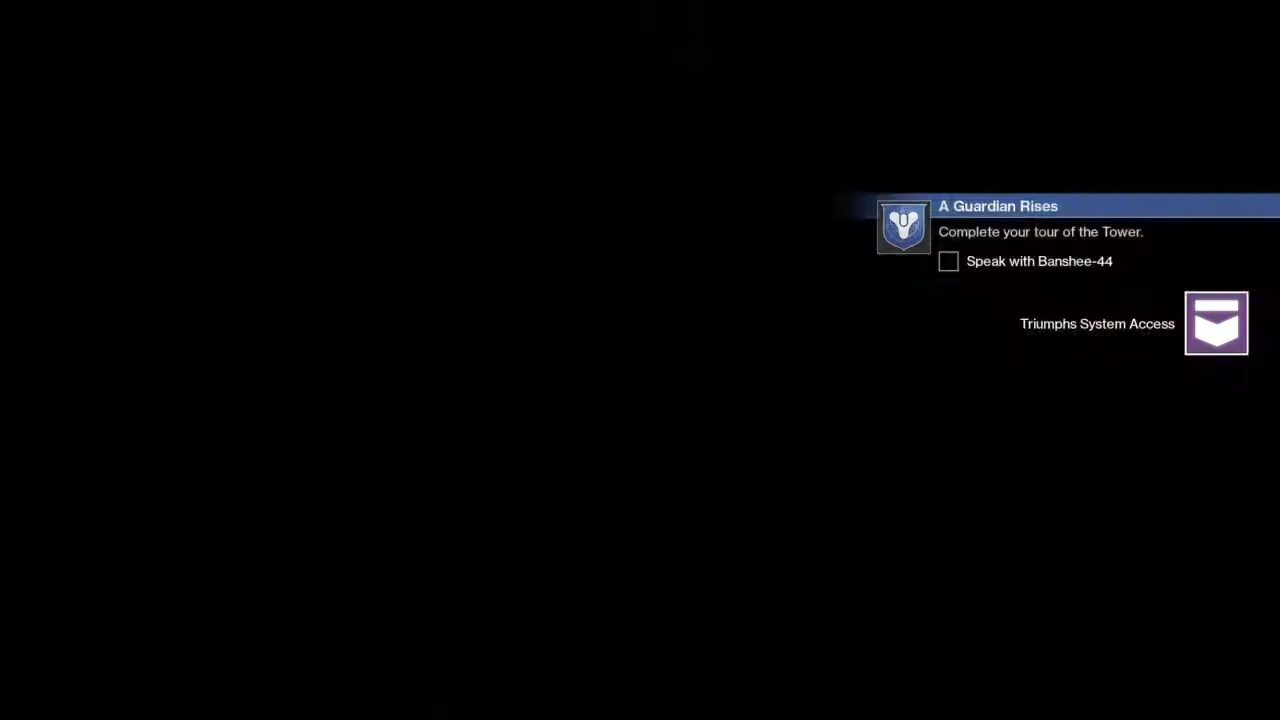 A Guardian Rises
Complete your tour of the Tower.
Speak with Banshee-44
Triumphs System Access